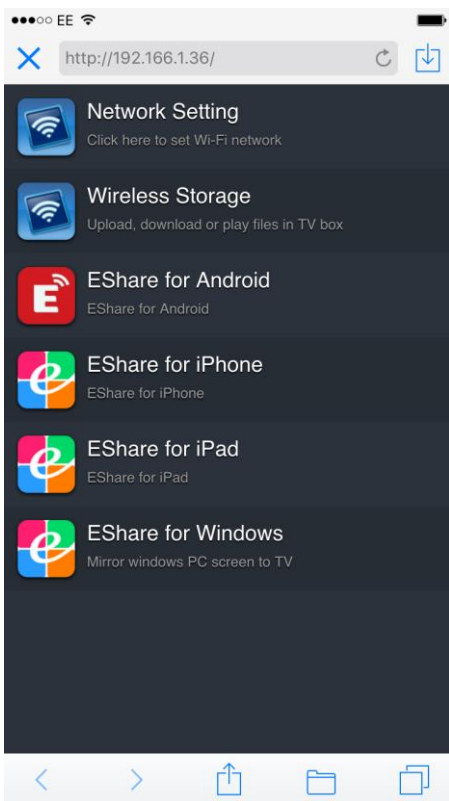 EE
http://192.166.1.36/
Network Setting
Click here to set Wi-Fi network
Wireless Storage
Upload, download or play files in TV box
E
EShare for Android
EShare for Android
e
EShare for iPhone
EShare for iPhone
e
EShare for iPad
EShare for iPad
e
EShare for Windows
Mirror windows PC screen to TV